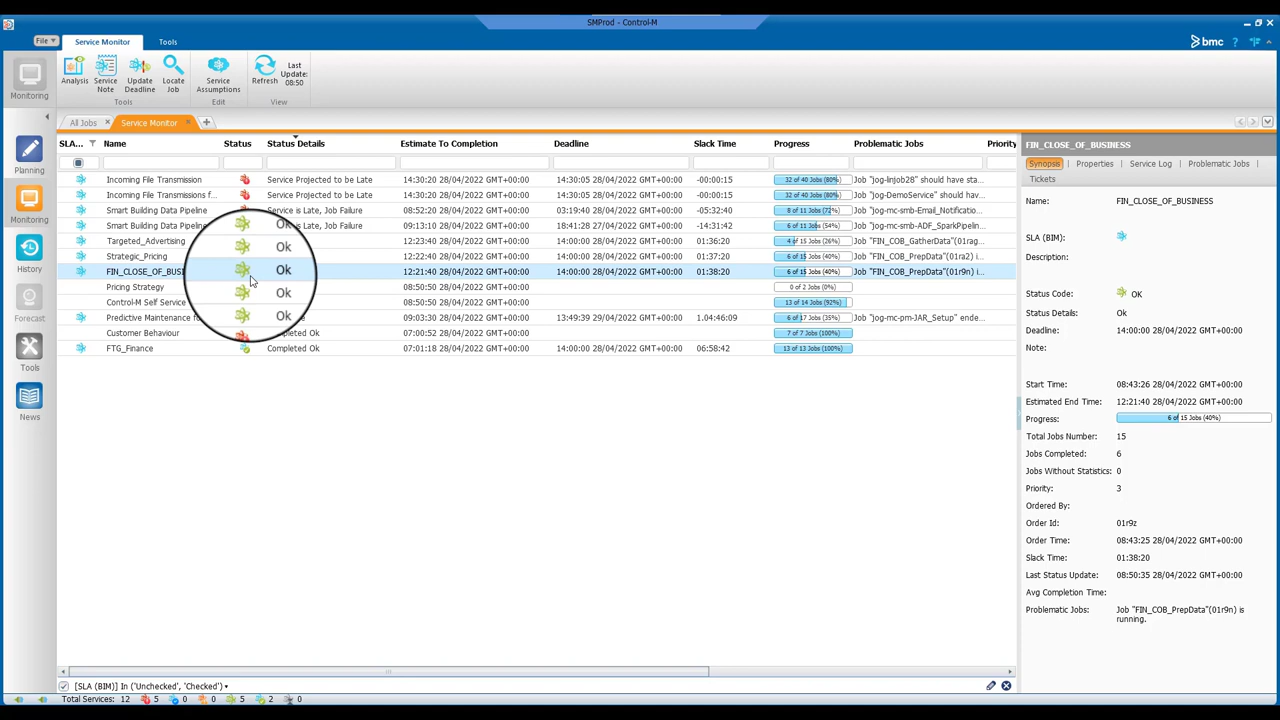 SMProd - Control-M
File
Service Monitor
Tools
bmc
Monitoring
Analysis
Service Note
Update Deadline
Locate Job
Service Assumptions
Refresh
Last Update: 08:50
Tools
Edit
View
All Jobs
Service Monitor
Planning
Monitoring
History
Forecast
Tools
News
SLA... Name Status Status Details Estimate To Completion Deadline Slack Time Progress Problematic Jobs Priority
Incoming File Transmission Service Projected to be Late 14:30:20 28/04/2022 GMT+00:00 14:30:05 28/04/2022 GMT+00:00 -00:00:15 32 of 40 Jobs (80%) Job "jog-linjob28" should have sta...
Incoming File Transmissions f... Service Projected to be Late 14:30:20 28/04/2022 GMT+00:00 14:30:05 28/04/2022 GMT+00:00 -00:00:15 32 of 40 Jobs (80%) Job "jog-DemoService" should hav...
Smart Building Data Pipeline Service is Late, Job Failure 08:52:20 28/04/2022 GMT+00:00 03:19:40 28/04/2022 GMT+00:00 -05:32:40 8 of 11 Jobs (72%) Job "jog-mc-smb-Email_Notificatio...
Smart Building Data Pipeline Ok is Late, Job Failure 08:50:50 28/04/2022 GMT+00:00 18:41:28 27/04/2022 GMT+00:00 -14:31:42 6 of 11 Jobs (54%) Job "jog-mc-smb-ADF_SparkPipelin...
Targeted_Advertising Ok 12:23:40 28/04/2022 GMT+00:00 14:00:00 28/04/2022 GMT+00:00 01:36:20 4 of 15 Jobs (26%) Job "FIN_COB_GatherData"(01rag...
Strategic_Pricing 12:22:40 28/04/2022 GMT+00:00 14:00:00 28/04/2022 GMT+00:00 01:37:20 6 of 15 Jobs (40%) Job "FIN_COB_PrepData"(01ra2) i...
FIN_CLOSE_OF_BUSI Ok 12:21:40 28/04/2022 GMT+00:00 14:00:00 28/04/2022 GMT+00:00 01:38:20 6 of 15 Jobs (40%) Job "FIN_COB_PrepData"(01r9n) i...
Pricing Strategy Ok 08:50:50 28/04/2022 GMT+00:00 0 of 2 Jobs (0%)
Control-M Self Service 08:50:50 28/04/2022 GMT+00:00 13 of 14 Jobs (92%)
Predictive Maintenance fo Ok 09:03:30 28/04/2022 GMT+00:00 13:49:39 29/04/2022 GMT+00:00 1.04:46:09 6 of 17 Jobs (35%) Job "jog-mc-pm-JAR_Setup" ende...
Customer Behaviour Completed Ok 07:00:52 28/04/2022 GMT+00:00 7 of 7 Jobs (100%)
Completed Ok 07:01:18 28/04/2022 GMT+00:00 14:00:00 28/04/2022 GMT+00:00 06:58:42 13 of 13 Jobs (100%)
FIN_CLOSE_OF_BUSINESS
Synopsis Properties Service Log Problematic Jobs
Tickets
Name: FIN_CLOSE_OF_BUSINESS
SLA (BIM):
Description:
Status Code: OK
Status Details: Ok
Deadline: 14:00:00 28/04/2022 GMT+00:00
Note:
Start Time: 08:43:26 28/04/2022 GMT+00:00
Estimated End Time: 12:21:40 28/04/2022 GMT+00:00
Progress: 6 of 15 Jobs (40%)
Total Jobs Number: 15
Jobs Completed: 6
Jobs Without Statistics: 0
Priority: 3
Ordered By:
Order Id: 01r9z
Order Time: 08:43:25 28/04/2022 GMT+00:00
Slack Time: 01:38:20
Last Status Update: 08:50:35 28/04/2022 GMT+00:00
Avg Completion Time:
Problematic Jobs: Job "FIN_COB_PrepData"(01r9n) is
running.
[SLA (BIM)] In ('Unchecked', 'Checked')
Total Services: 12 5 0 0 5 2 0